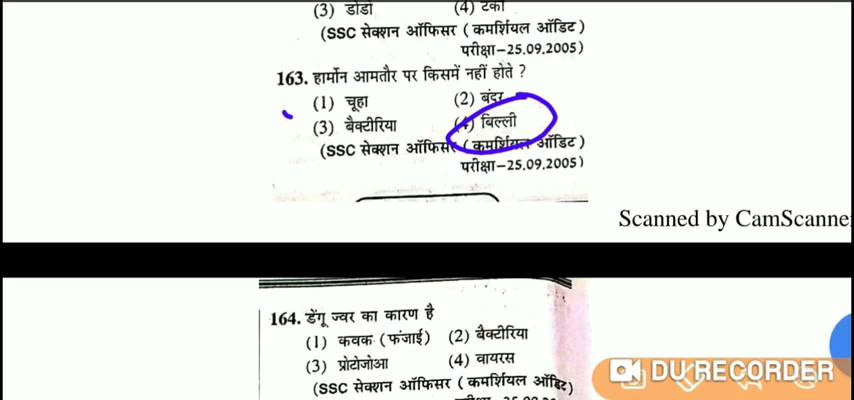 (3) डोडो (4) टर्की
(SSC सेक्शन ऑफिसर ( कमर्शियल ऑडिट )
परीक्षा–25.09.2005)
163. हार्मोन आमतौर पर किसमें नहीं होते ?
(1) चूहा (2) बंदर
(3) बैक्टीरिया (4) बिल्ली
(SSC सेक्शन ऑफिसर ( कमर्शियल ऑडिट )
परीक्षा–25.09.2005)
Scanned by CamScanne
164. डेंगू ज्वर का कारण है
(1) कवक (फंजाई) (2) बैक्टीरिया
(3) प्रोटोजोआ (4) वायरस
(SSC सेक्शन ऑफिसर ( कमर्शियल ऑडिट)
DU RECORDER